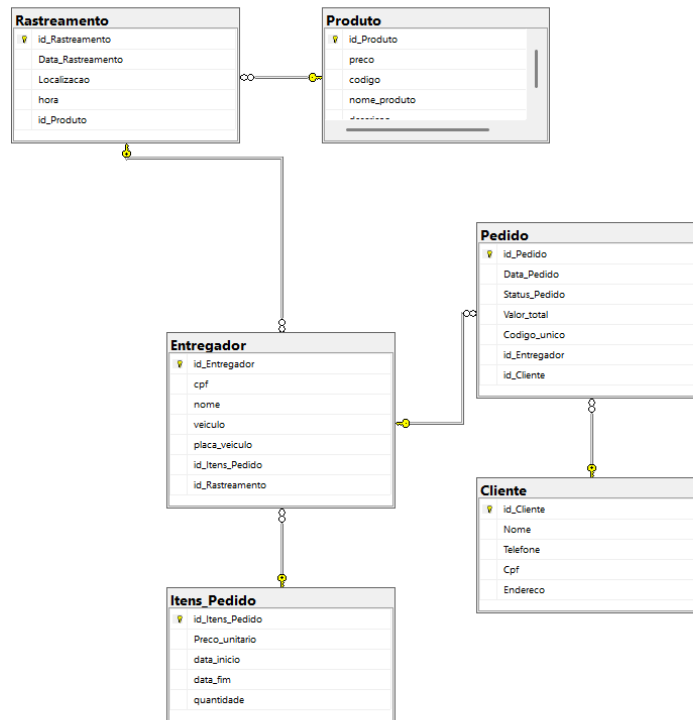 Rastreamento
id_Rastreamento
Data_Rastreamento
Localizacao
hora
id_Produto
Produto
id_Produto
preco
codigo
nome_produto
Pedido
id_Pedido
Data_Pedido
Status_Pedido
Valor_total
Codigo_unico
id_Entregador
id_Cliente
Entregador
id_Entregador
cpf
nome
veiculo
placa_veiculo
id_Itens_Pedido
id_Rastreamento
Cliente
id_Cliente
Nome
Telefone
Cpf
Endereco
Itens_Pedido
id_Itens_Pedido
Preco_unitario
data_inicio
data_fim
quantidade